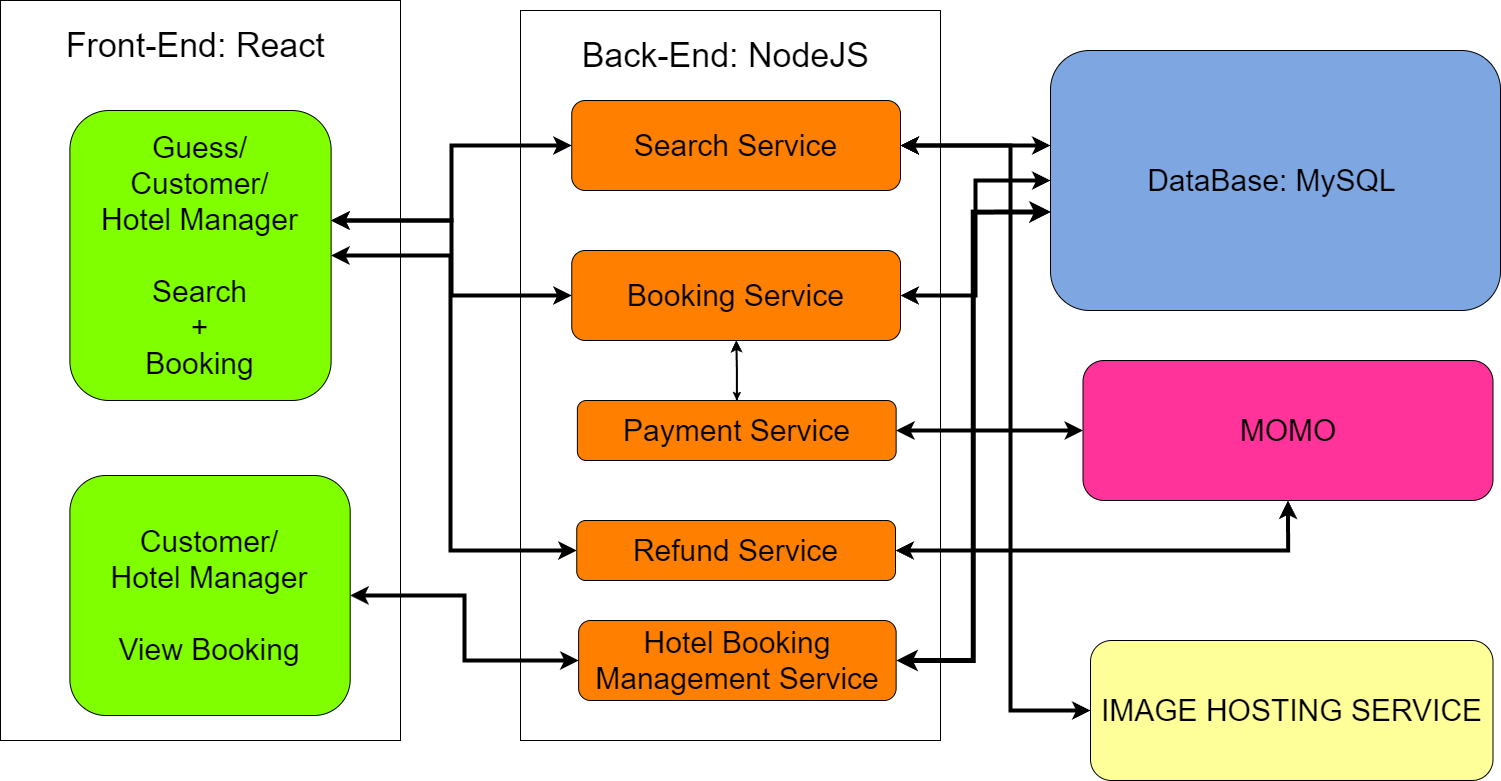 Front-End: React
Guess/
Customer/
Hotel Manager
Search
+
Booking
Customer/
Hotel Manager
View Booking
Back-End: NodeJS
Search Service
Booking Service
Payment Service
Refund Service
Hotel Booking
Management Service
DataBase: MySQL
MOMO
IMAGE HOSTING SERVICE